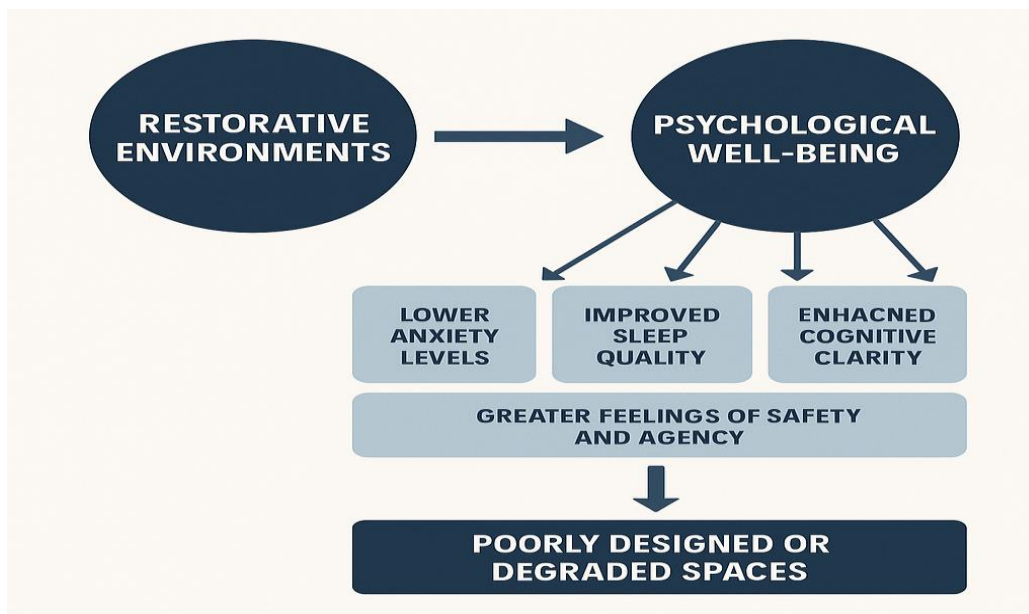 RESTORATIVE
ENVIRONMENTS
PSYCHOLOGICAL
WELL-BEING
LOWER
ANXIETY
LEVELS
IMPROVED
SLEEP
QUALITY
ENHACNED
COGNITIVE
CLARITY
GREATER FEELINGS OF SAFETY
AND AGENCY
POORLY DESIGNED OR
DEGRADED SPACES